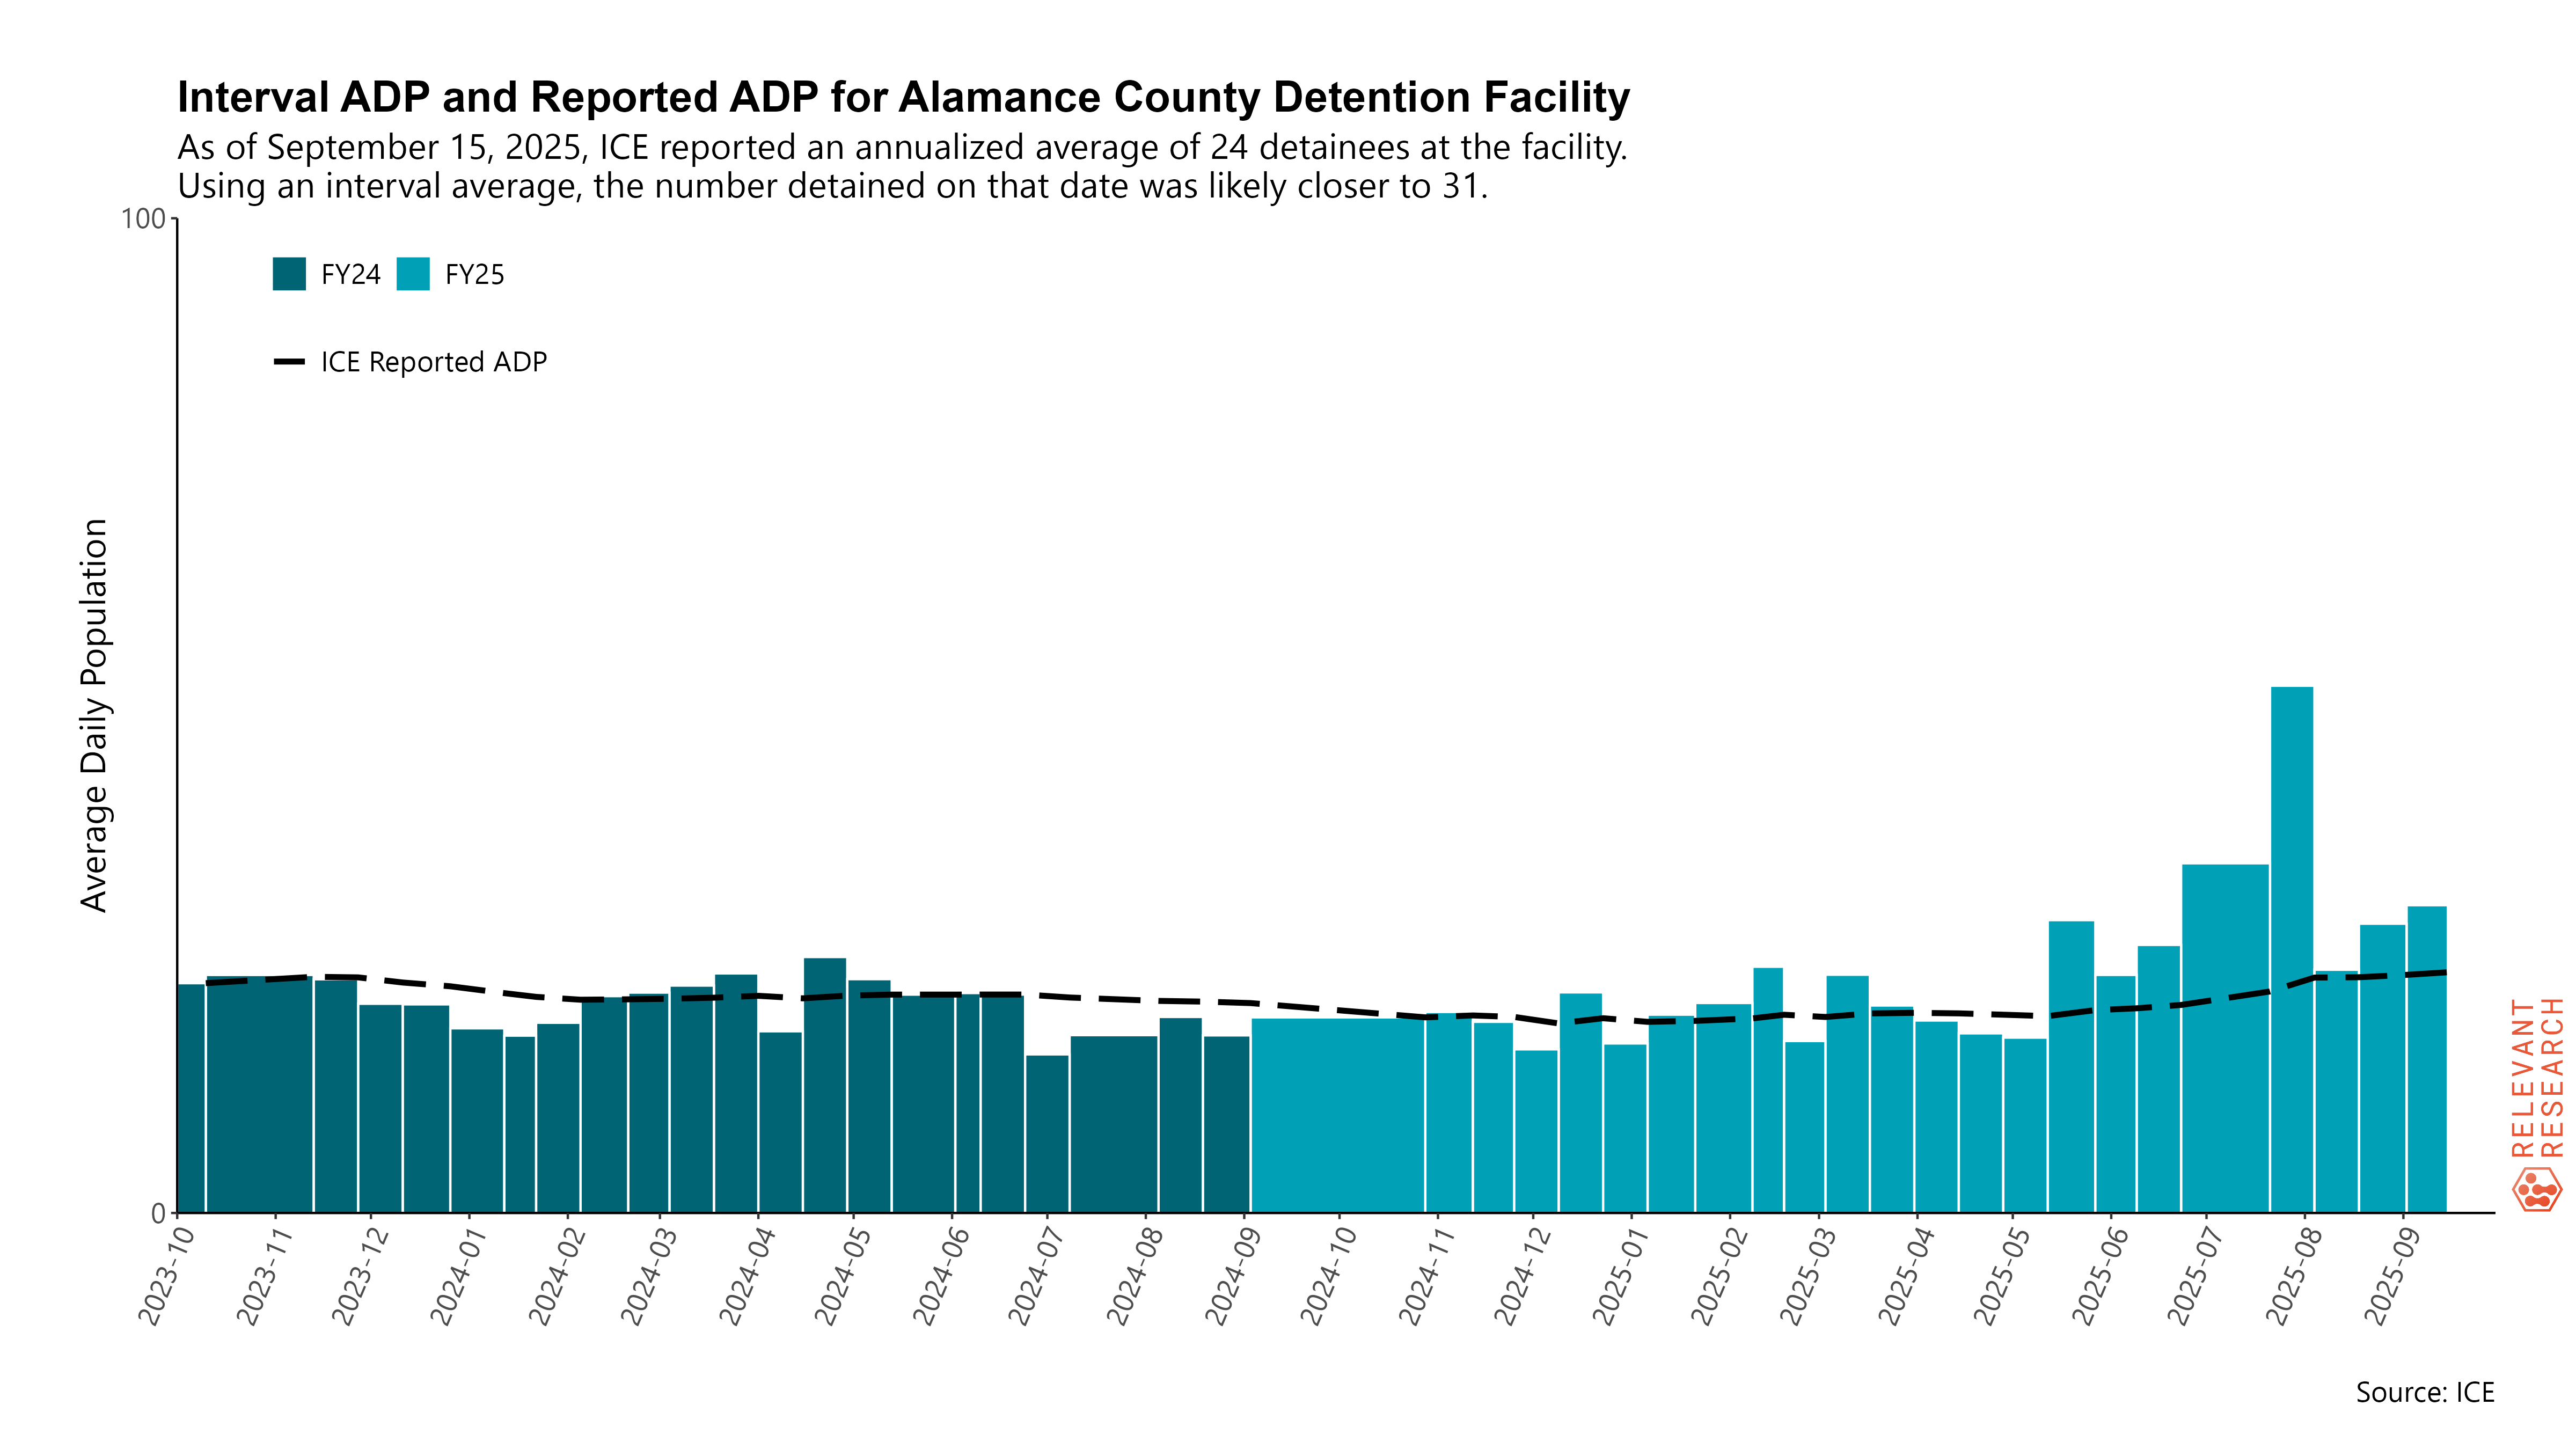 Interval ADP and Reported ADP for Alamance County Detention Facility
As of September 15, 2025, ICE reported an annualized average of 24 detainees at the facility.
Using an interval average, the number detained on that date was likely closer to 31.
100
FY24 FY25
ICE Reported ADP
Average Daily Population
0
2023-10 2023-11 2023-12 2024-01 2024-02 2024-03 2024-04 2024-05 2024-06 2024-07 2024-08 2024-09 2024-10 2024-11 2024-12 2025-01 2025-02 2025-03 2025-04 2025-05 2025-06 2025-07 2025-08 2025-09
RELEVANT
RESEARCH
Source: ICE